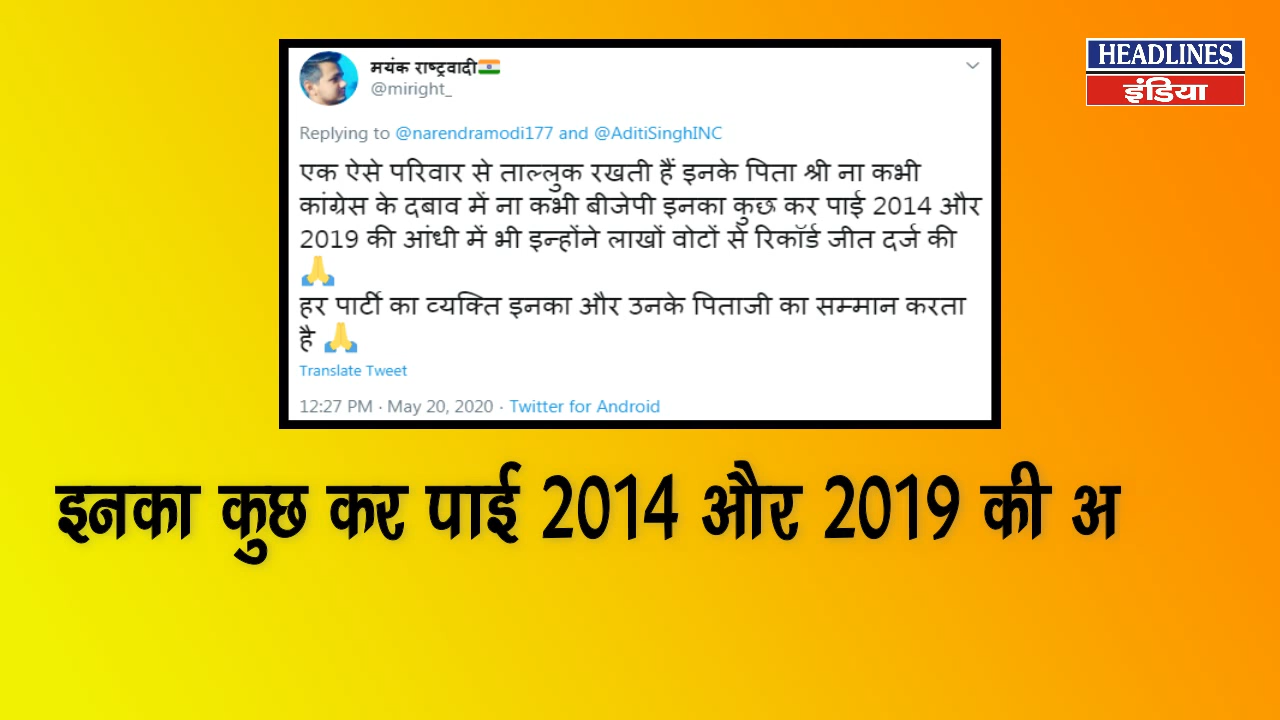 HEADLINES
इंडिया
मयंक राष्ट्रवादी🇮🇳
@miright_
Replying to @narendramodi177 and @AditiSinghINC
एक ऐसे परिवार से ताल्लुक रखती हैं इनके पिता श्री ना कभी
कांग्रेस के दबाव में ना कभी बीजेपी इनका कुछ कर पाई 2014 और
2019 की आंधी में भी इन्होंने लाखों वोटों से रिकॉर्ड जीत दर्ज की
🙏
हर पार्टी का व्यक्ति इनका और उनके पिताजी का सम्मान करता
है 🙏
Translate Tweet
12:27 PM · May 20, 2020 · Twitter for Android
इनका कुछ कर पाई 2014 और 2019 की अ